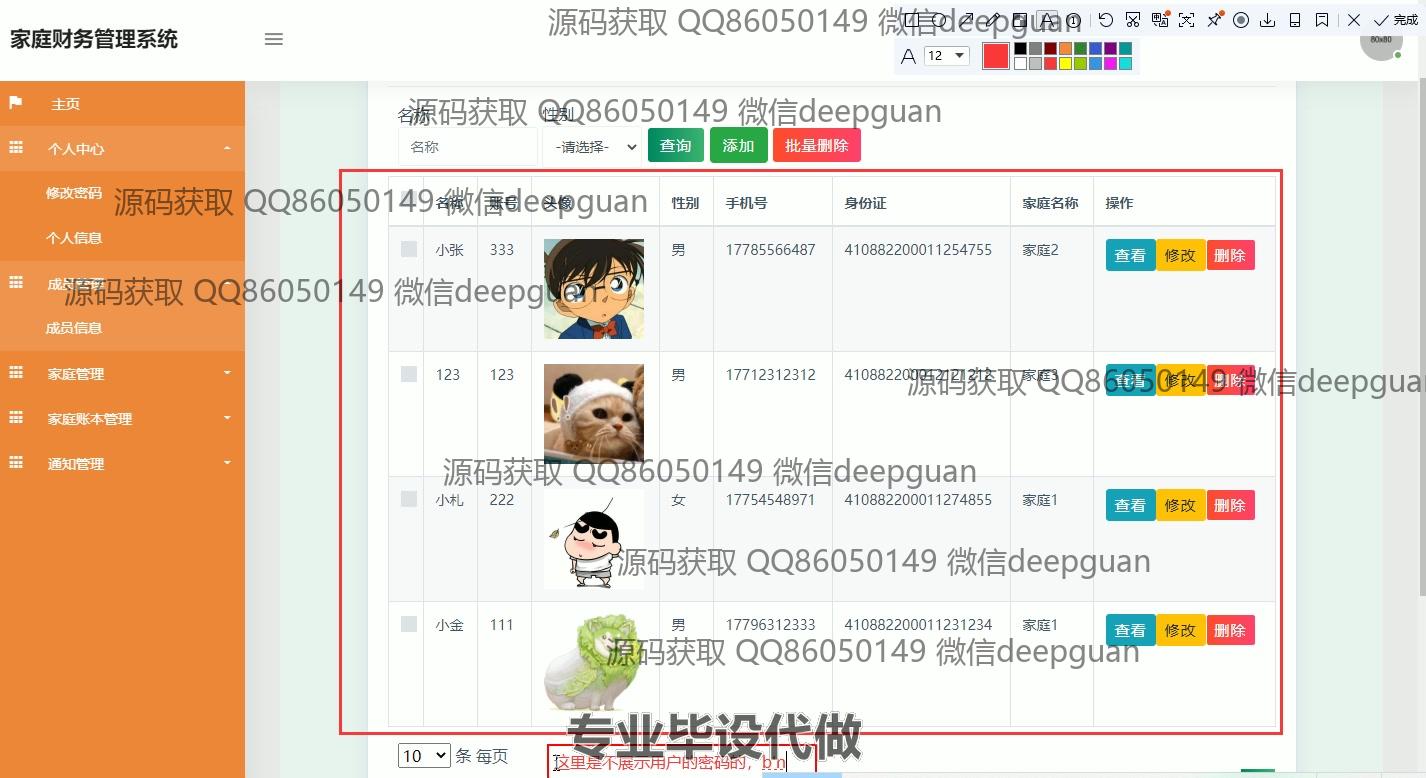 源码获取 QQ86050149 微信deepguan
家庭财务管理系统
完成
80x80
A 12
主页
个人中心
修改密码
个人信息
成员管理
成员信息
家庭管理
家庭账本管理
通知管理
源码获取 QQ86050149 微信deepguan
名称 性别
名称 -请选择- 查询 添加 批量删除
源码获取 QQ86050149 微信deepguan
名称 账号 头像 性别 手机号 身份证 家庭名称 操作
小张 333 男 17785566487 410882200011254755 家庭2 查看 修改 删除
源码获取 QQ86050149 微信deepguan
123 123 男 17712312312 410882200012121212 家庭3 查看 修改 删除
源码获取 QQ86050149 微信deepguan
源码获取 QQ86050149 微信deepguan
小札 222 女 17754548971 410882200011274855 家庭1 查看 修改 删除
源码获取 QQ86050149 微信deepguan
小金 111 男 17796312333 410882200011231234 家庭1 查看 修改 删除
源码获取 QQ86050149 微信deepguan
专业毕设代做
10 条 每页
这里是不展示用户的密码的，b n